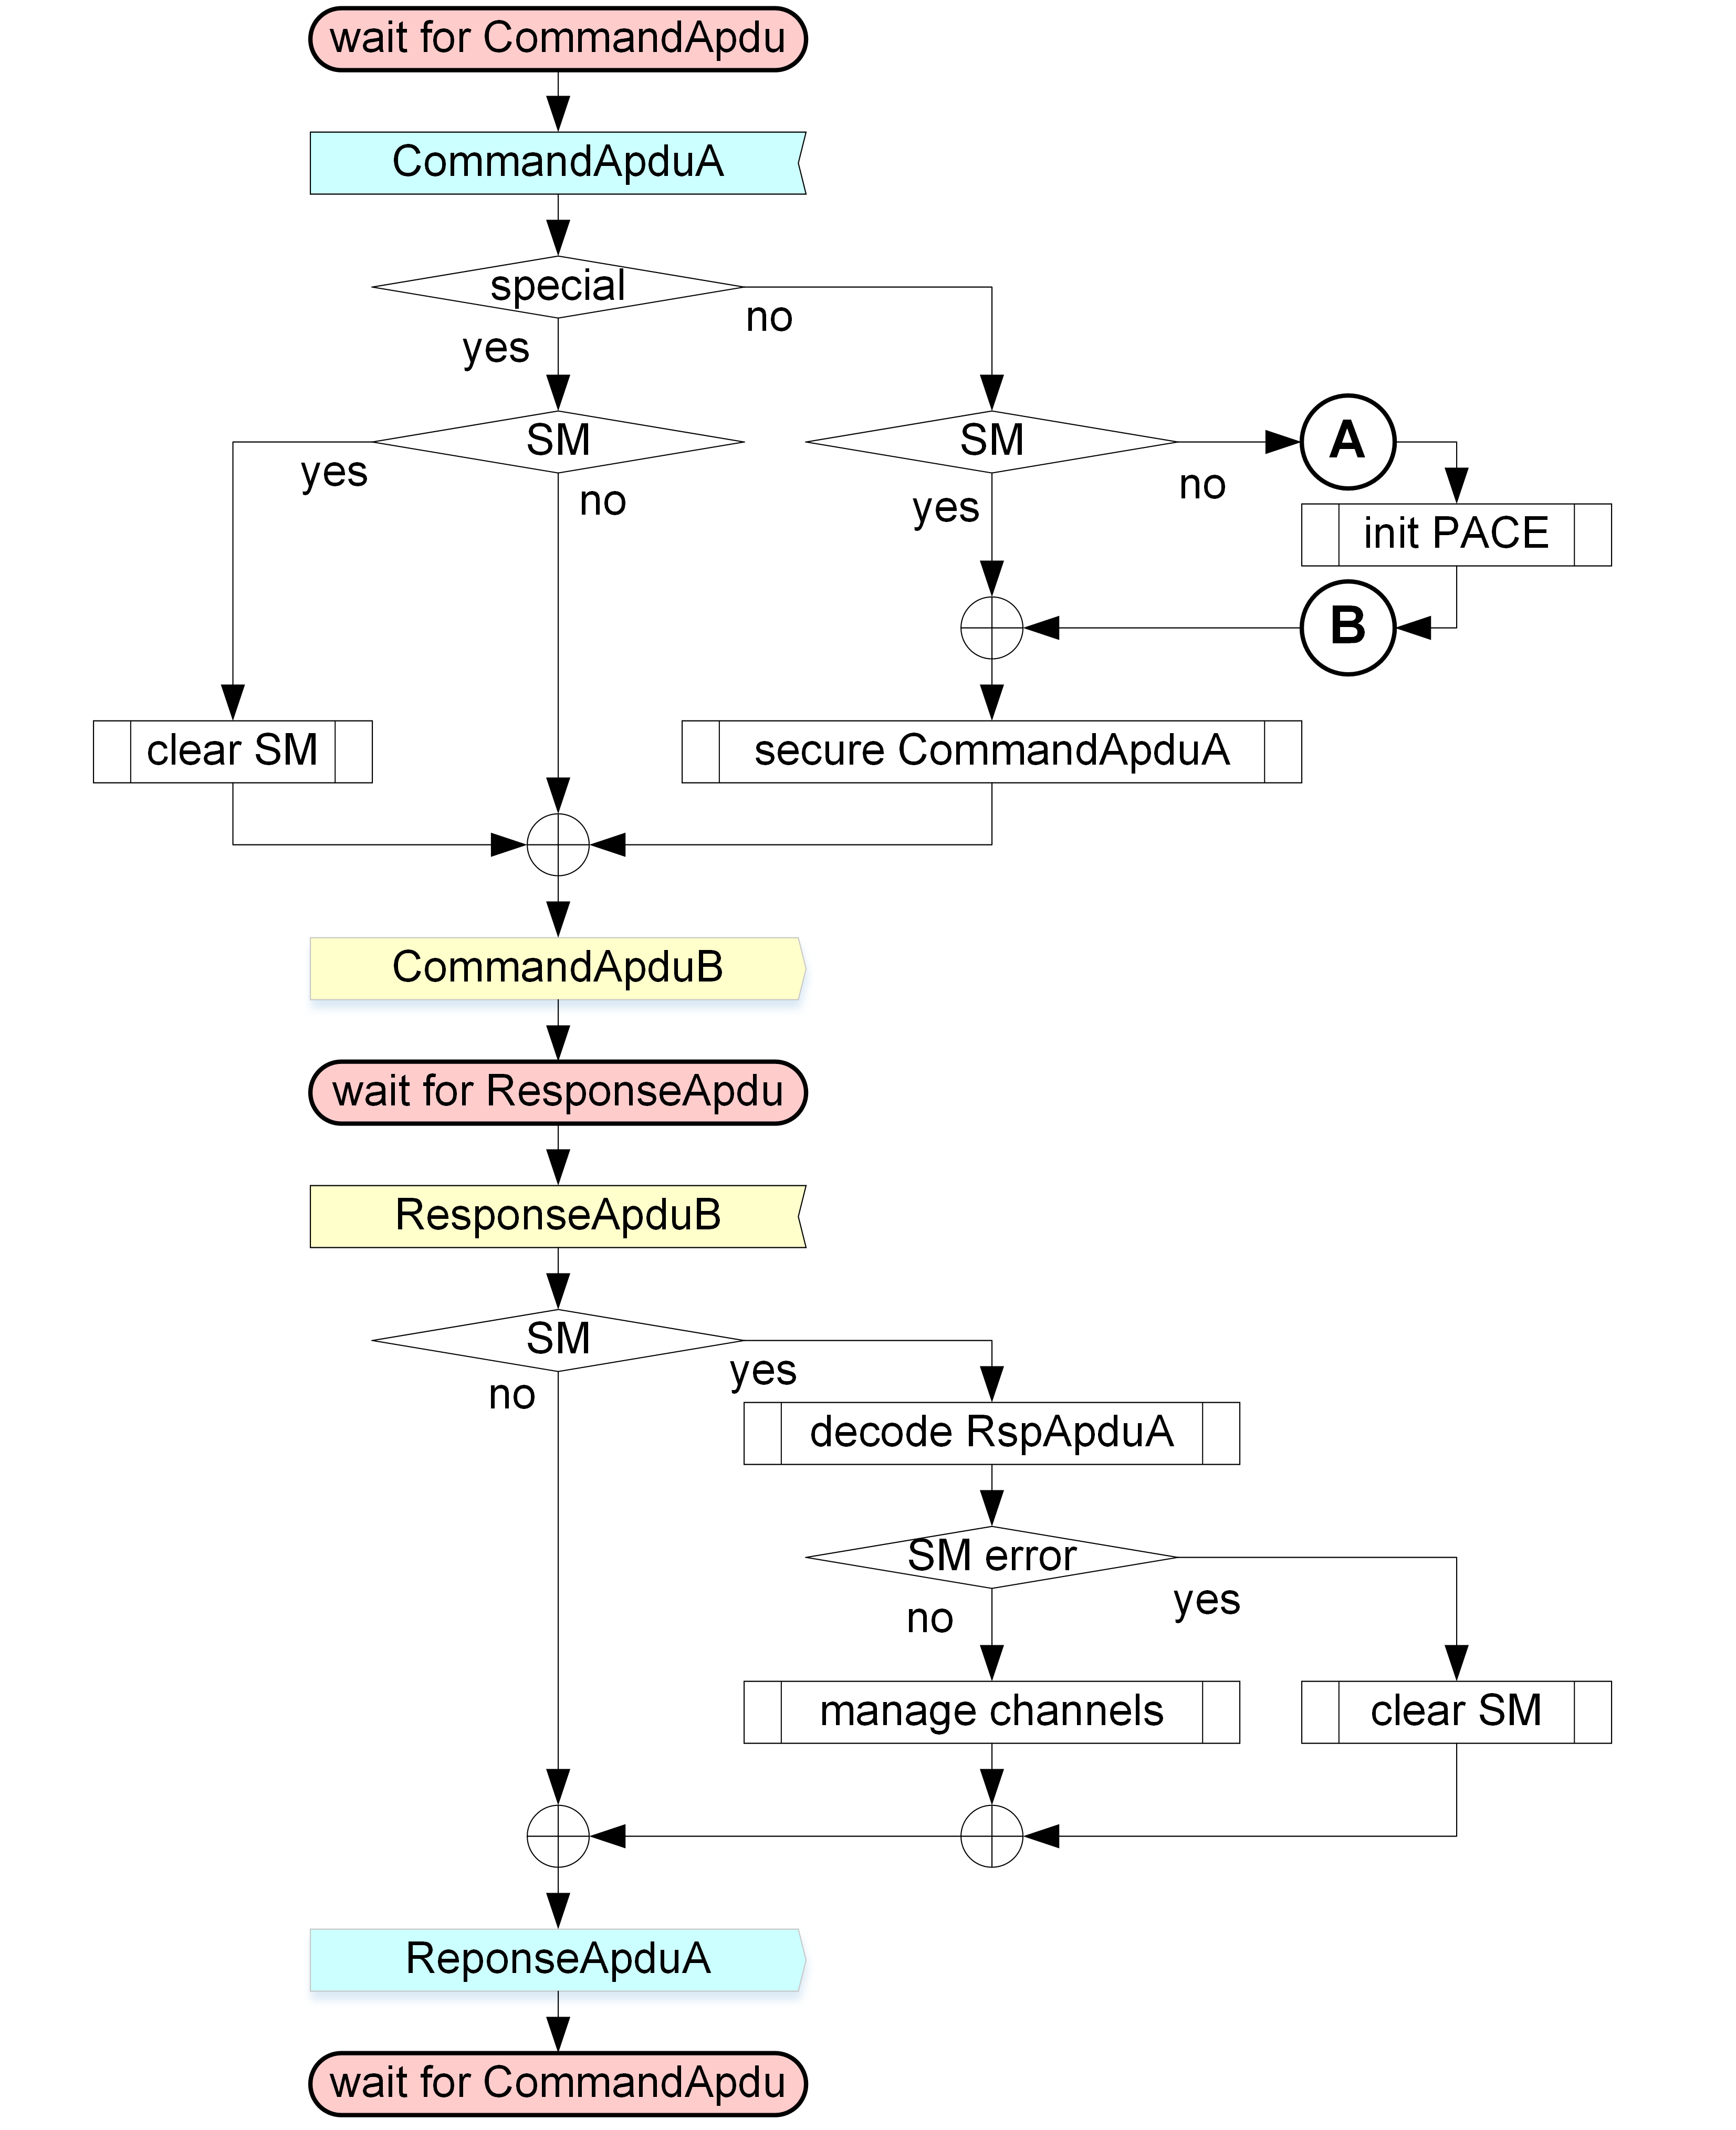 wait for CommandApdu
CommandApduA
special
no
yes
SM
SM
A
yes
no
yes
no
init PACE
B
clear SM
secure CommandApduA
CommandApduB
wait for ResponseApdu
ResponseApduB
SM
yes
no
decode RspApduA
SM error
yes
no
manage channels
clear SM
ReponseApduA
wait for CommandApdu